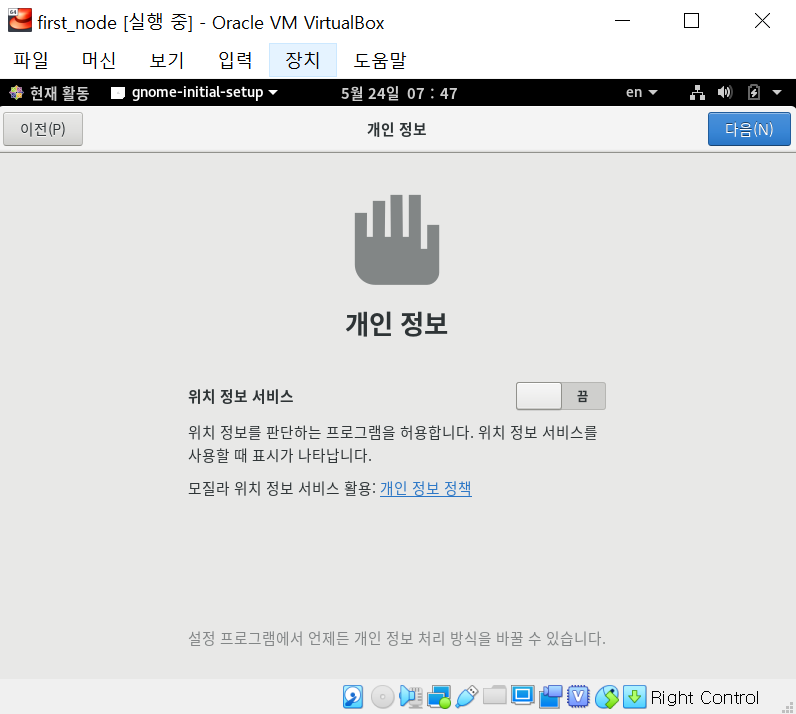 first_node [실행 중] - Oracle VM VirtualBox
파일 머신 보기 입력 장치 도움말
현재 활동 gnome-initial-setup 5월 24일 07 : 47 en
이전(P) 개인 정보 다음(N)
개인 정보
위치 정보 서비스 끔
위치 정보를 판단하는 프로그램을 허용합니다. 위치 정보 서비스를
사용할 때 표시가 나타납니다.
모질라 위치 정보 서비스 활용: 개인 정보 정책
설정 프로그램에서 언제든 개인 정보 처리 방식을 바꿀 수 있습니다.
Right Control